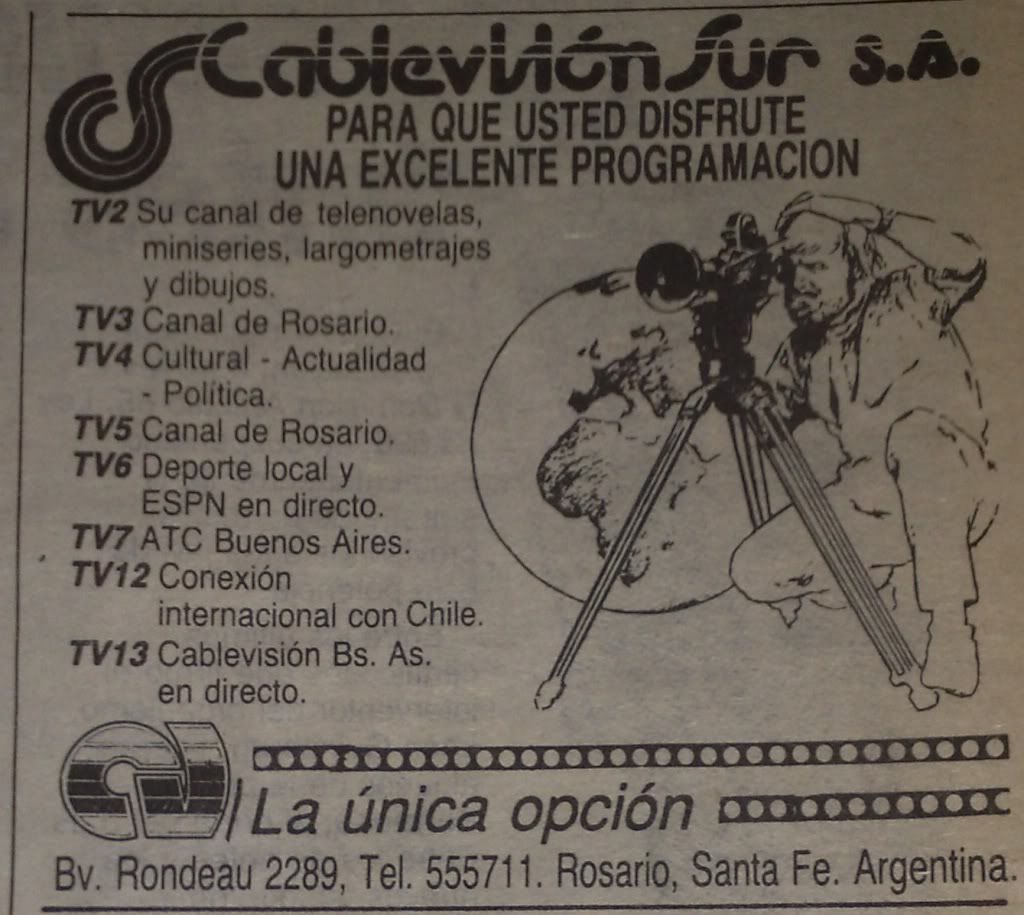 Cablevisión Sur S.A.
PARA QUE USTED DISFRUTE
UNA EXCELENTE PROGRAMACION
TV2 Su canal de telenovelas,
miniseries, largometrajes
y dibujos.
TV3 Canal de Rosario.
TV4 Cultural - Actualidad
- Política.
TV5 Canal de Rosario.
TV6 Deporte local y
ESPN en directo.
TV7 ATC Buenos Aires.
TV12 Conexión
internacional con Chile.
TV13 Cablevisión Bs. As.
en directo.
La única opción
Bv. Rondeau 2289, Tel. 555711. Rosario, Santa Fe. Argentina.